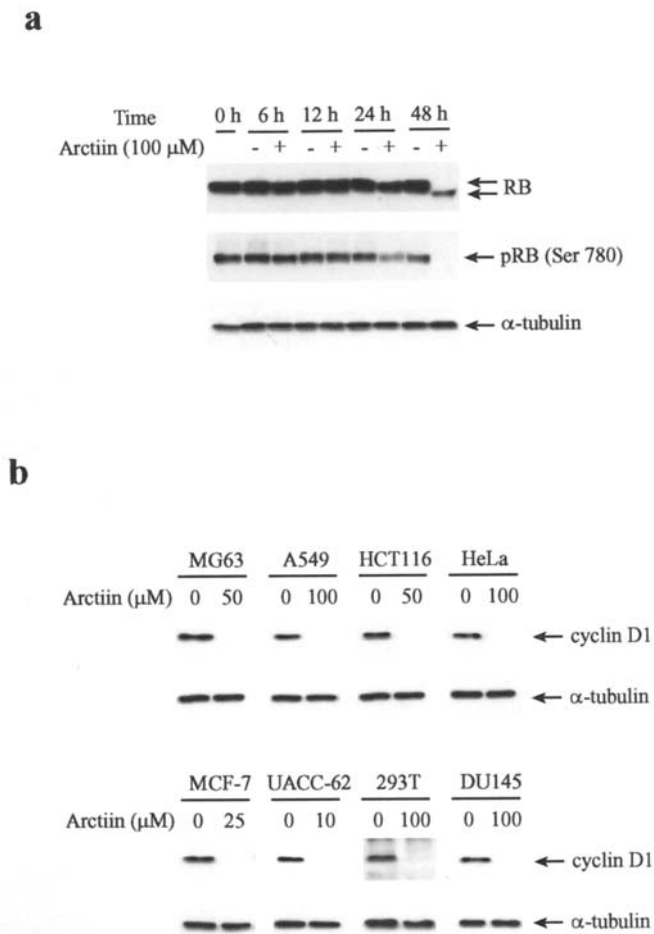 a
Time 0 h 6 h 12 h 24 h 48 h
Arctiin (100 μM) - + - + - + - +
RB
pRB (Ser 780)
α-tubulin
b
MG63 A549 HCT116 HeLa
Arctiin (μM) 0 50 0 100 0 50 0 100
cyclin D1
α-tubulin
MCF-7 UACC-62 293T DU145
Arctiin (μM) 0 25 0 10 0 100 0 100
cyclin D1
α-tubulin